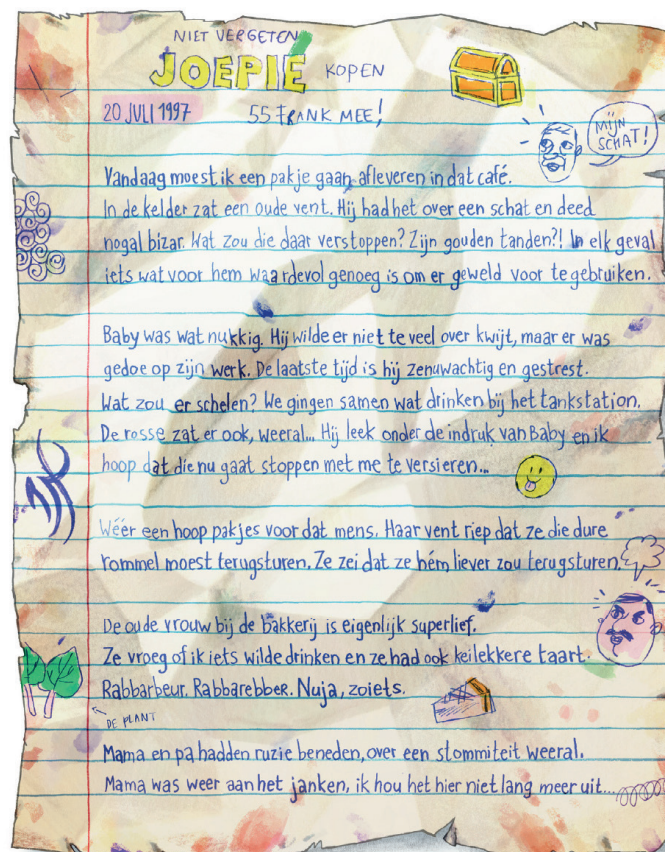 NIET VERGETEN
JOEPIE KOPEN
20 JULI 1997 55 FRANK MEE!
MIJN
SCHAT!
Vandaag moest ik een pakje gaan afleveren in dat café.
In de kelder zat een oude vent. Hij had het over een schat en deed
nogal bizar. Wat zou die daar verstoppen? Zijn gouden tanden?! In elk geval
iets wat voor hem waardevol genoeg is om er geweld voor te gebruiken.
Baby was wat nukkig. Hij wilde er niet te veel over kwijt, maar er was
gedoe op zijn werk. De laatste tijd is hij zenuwachtig en gestrest.
Wat zou er schelen? We gingen samen wat drinken bij het tankstation.
De rosse zat er ook, weeral... Hij leek onder de indruk van Baby en ik
hoop dat die nu gaat stoppen met me te versieren...
Wéér een hoop pakjes voor dat mens. Haar vent riep dat ze die dure
rommel moest terugsturen. Ze zei dat ze hém liever zou terugsturen.
De oude vrouw bij de bakkerij is eigenlijk superlief.
Ze vroeg of ik iets wilde drinken en ze had ook keilekkere taart.
Rabbarbeur. Rabbarebber. Nuja, zoiets.
DE PLANT
Mama en pa hadden ruzie beneden, over een stommiteit weeral.
Mama was weer aan het janken, ik hou het hier niet lang meer uit...